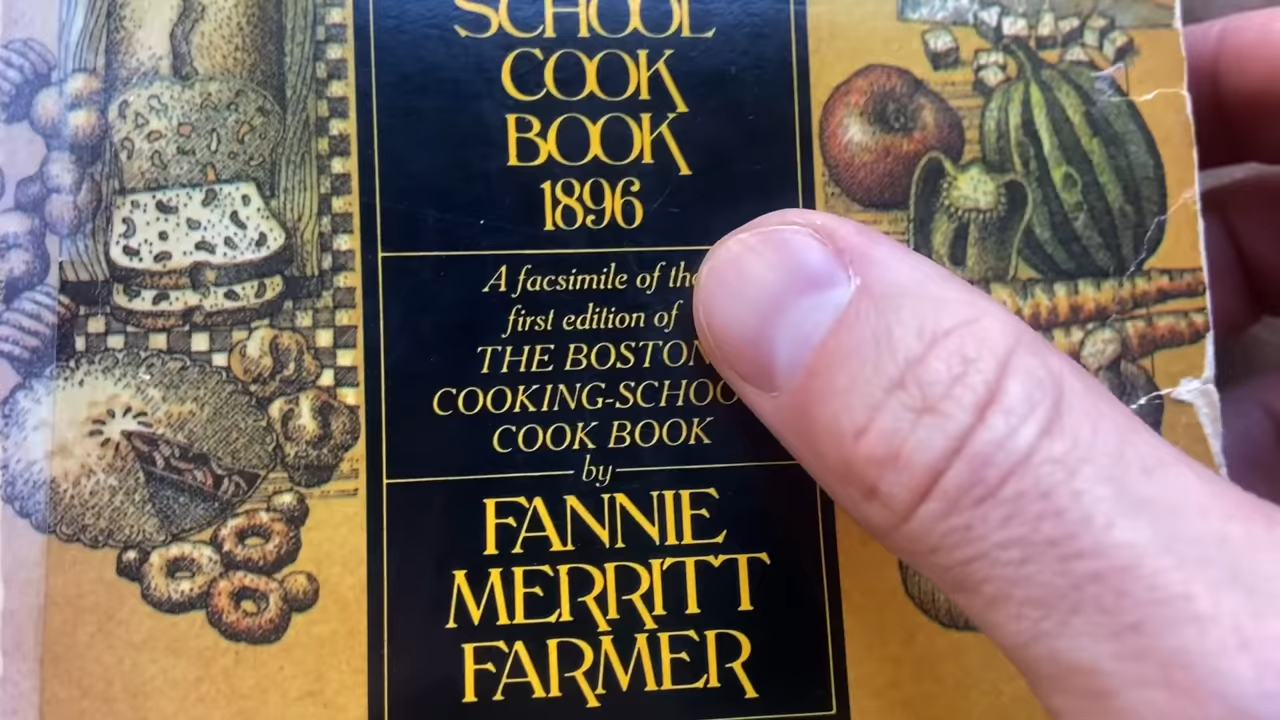 SCHOOL
COOK
BOOK
1896
A facsimile of the
first edition of
THE BOSTON
COOKING-SCHOO
COOK BOOK
by
FANNIE
MERRITT
FARMER